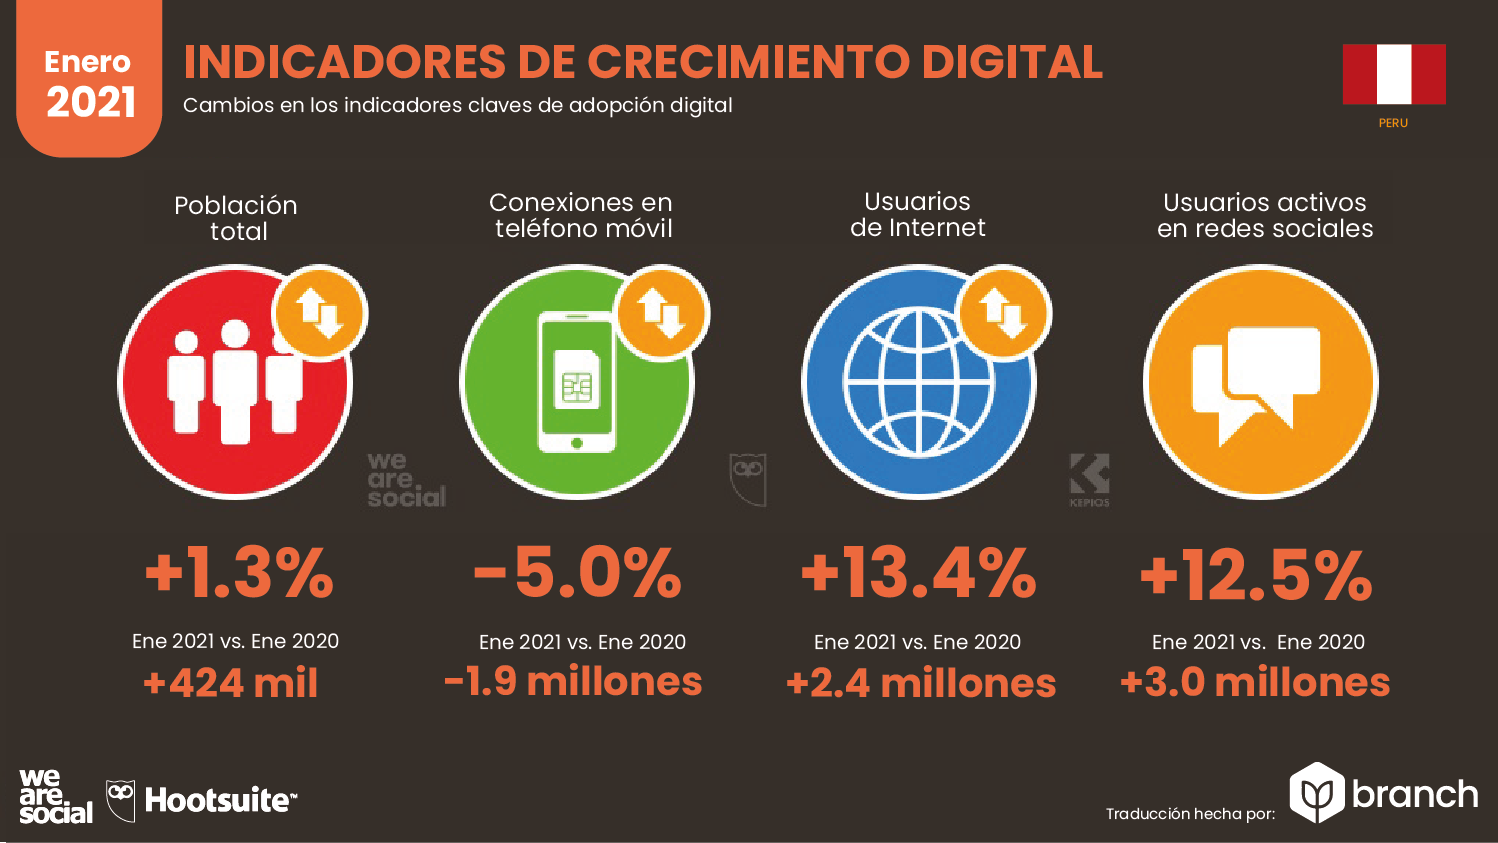 Enero
2021
INDICADORES DE CRECIMIENTO DIGITAL
Cambios en los indicadores claves de adopción digital
PERU
Población
total
Conexiones en
teléfono móvil
Usuarios
de Internet
Usuarios activos
en redes sociales
we
are.
social
KEPIOS
+1.3%
-5.0%
+13.4%
+12.5%
Ene 2021 vs. Ene 2020
Ene 2021 vs. Ene 2020
Ene 2021 vs. Ene 2020
Ene 2021 vs. Ene 2020
+424 mil
-1.9 millones
+2.4 millones
+3.0 millones
we
are.
social
Hootsuite™
Traducción hecha por:
branch